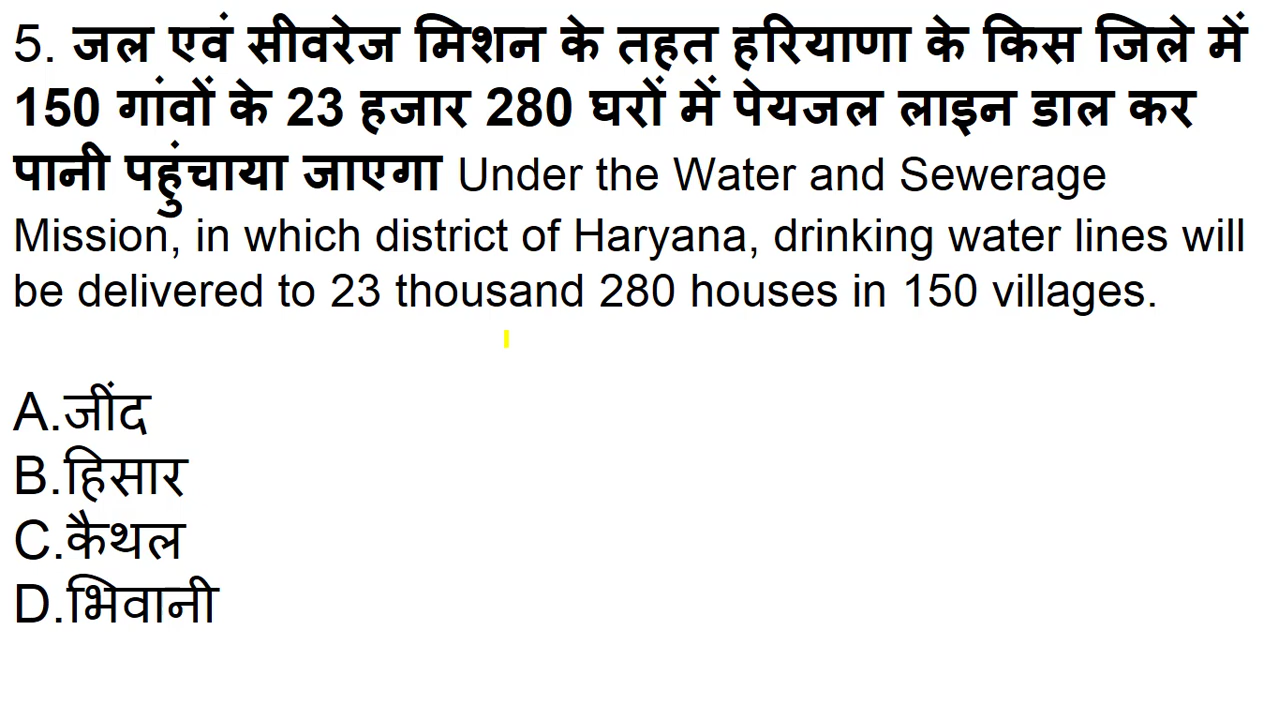 5. जल एवं सीवरेज मिशन के तहत हरियाणा के किस जिले में
150 गांवों के 23 हजार 280 घरों में पेयजल लाइन डाल कर
पानी पहुंचाया जाएगा Under the Water and Sewerage
Mission, in which district of Haryana, drinking water lines will
be delivered to 23 thousand 280 houses in 150 villages.
A.जींद
B.हिसार
C.कैथल
D.भिवानी